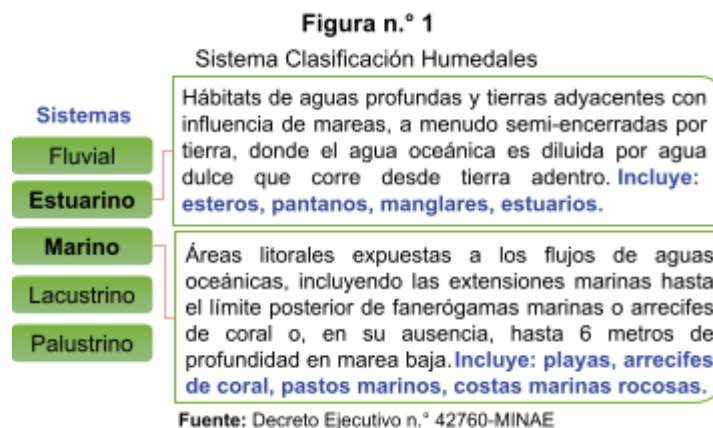 Figura n.° 1
Sistema Clasificación Humedales
Sistemas
Fluvial
Estuarino
Marino
Lacustrino
Palustrino
Hábitats de aguas profundas y tierras adyacentes con
influencia de mareas, a menudo semi-encerradas por
tierra, donde el agua oceánica es diluida por agua
dulce que corre desde tierra adentro. Incluye:
esteros, pantanos, manglares, estuarios.
Áreas litorales expuestas a los flujos de aguas
oceánicas, incluyendo las extensiones marinas hasta
el límite posterior de fanerógamas marinas o arrecifes
de coral o, en su ausencia, hasta 6 metros de
profundidad en marea baja. Incluye: playas, arrecifes
de coral, pastos marinos, costas marinas rocosas.
Fuente: Decreto Ejecutivo n.° 42760-MINAE